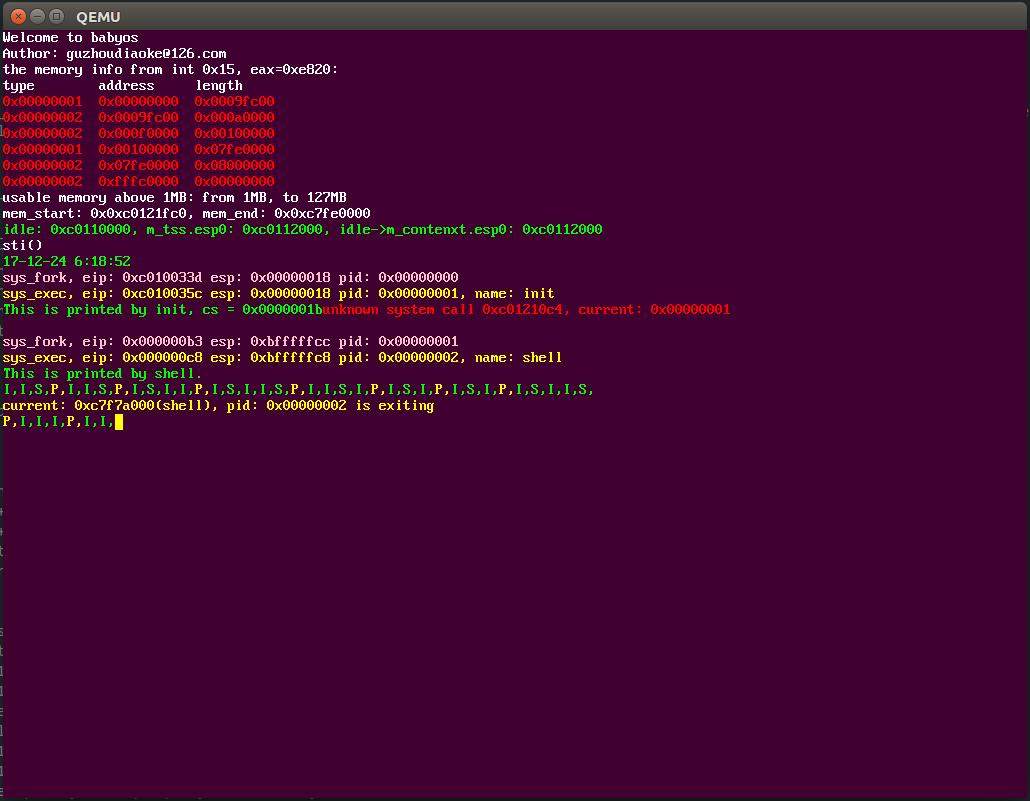 QEMU
Welcome to babyos
Author: guzhoudiaoke@126.com
the memory info from int 0x15, eax=0xe820:
type address length
0x00000001 0x00000000 0x0009fc00
0x00000002 0x0009fc00 0x000a0000
0x00000002 0x000f0000 0x00100000
0x00000001 0x00100000 0x07fe0000
0x00000002 0x07fe0000 0x08000000
0x00000002 0xfffc0000 0x00000000
usable memory above 1MB: from 1MB, to 127MB
mem_start: 0x0xc0121fc0, mem_end: 0x0xc7fe0000
idle: 0xc0110000, m_tss.esp0: 0xc0112000, idle->m_contenxt.esp0: 0xc0112000
sti()
17-12-24 6:18:52
sys_fork, eip: 0xc010033d esp: 0x00000018 pid: 0x00000000
sys_exec, eip: 0xc010035c esp: 0x00000018 pid: 0x00000001, name: init
This is printed by init, cs = 0x0000001bunknown system call 0xc01210c4, current: 0x00000001
sys_fork, eip: 0x000000b3 esp: 0xbfffffcc pid: 0x00000001
sys_exec, eip: 0x000000c8 esp: 0xbfffffc8 pid: 0x00000002, name: shell
This is printed by shell.
I,I,S,P,I,I,S,P,I,S,I,I,P,I,S,I,I,S,P,I,I,S,I,P,I,S,I,P,I,S,I,P,I,S,I,I,S,
current: 0xc7f7a000(shell), pid: 0x00000002 is exiting
P,I,I,I,P,I,I,